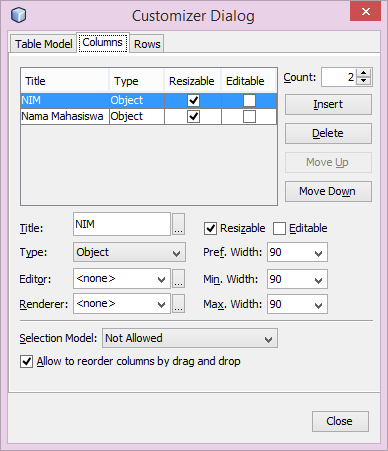 Customizer Dialog
Table Model Columns Rows
Title Type Resizable Editable
NIM Object
Nama Mahasiswa Object
Count: 2
Insert
Delete
Move Up
Move Down
Title: NIM ... Resizable Editable
Type: Object Pref. Width: 90
Editor: <none> ... Min. Width: 90
Renderer: <none> ... Max. Width: 90
Selection Model: Not Allowed
Allow to reorder columns by drag and drop
Close